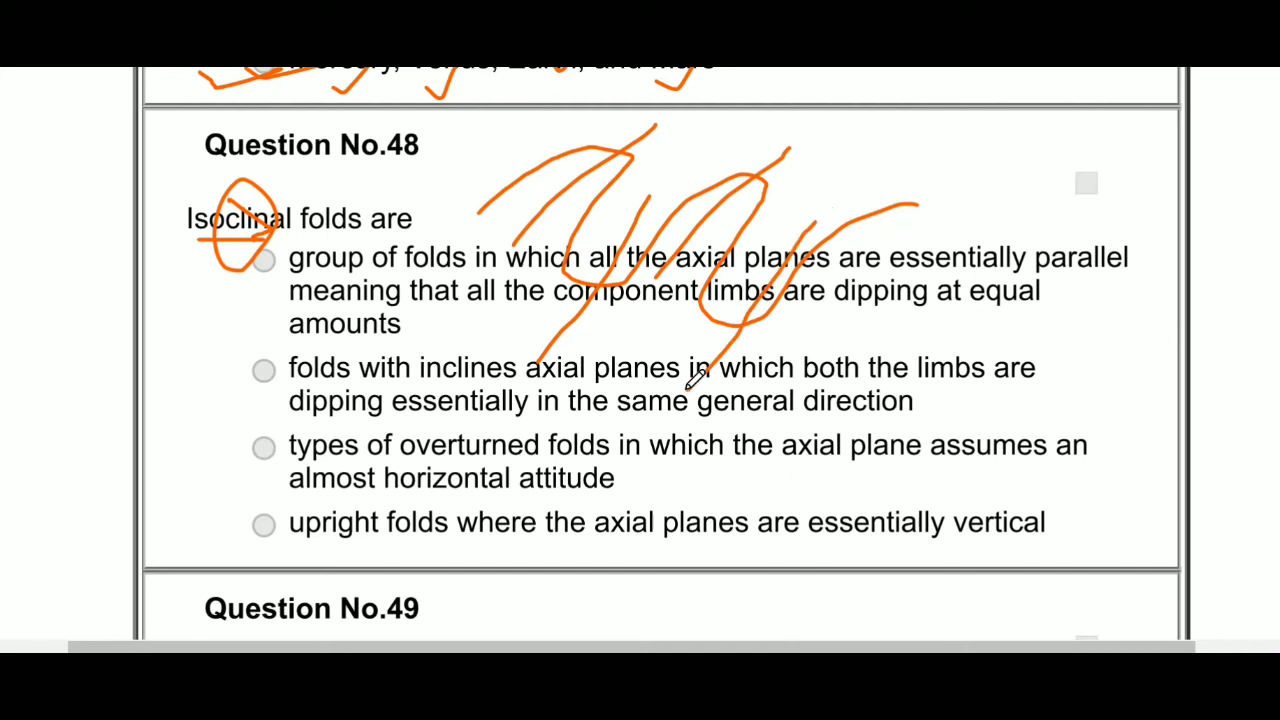 Question No.48
Isoclinal folds are
group of folds in which all the axial planes are essentially parallel
meaning that all the component limbs are dipping at equal
amounts
folds with inclines axial planes in which both the limbs are
dipping essentially in the same general direction
types of overturned folds in which the axial plane assumes an
almost horizontal attitude
upright folds where the axial planes are essentially vertical
Question No.49